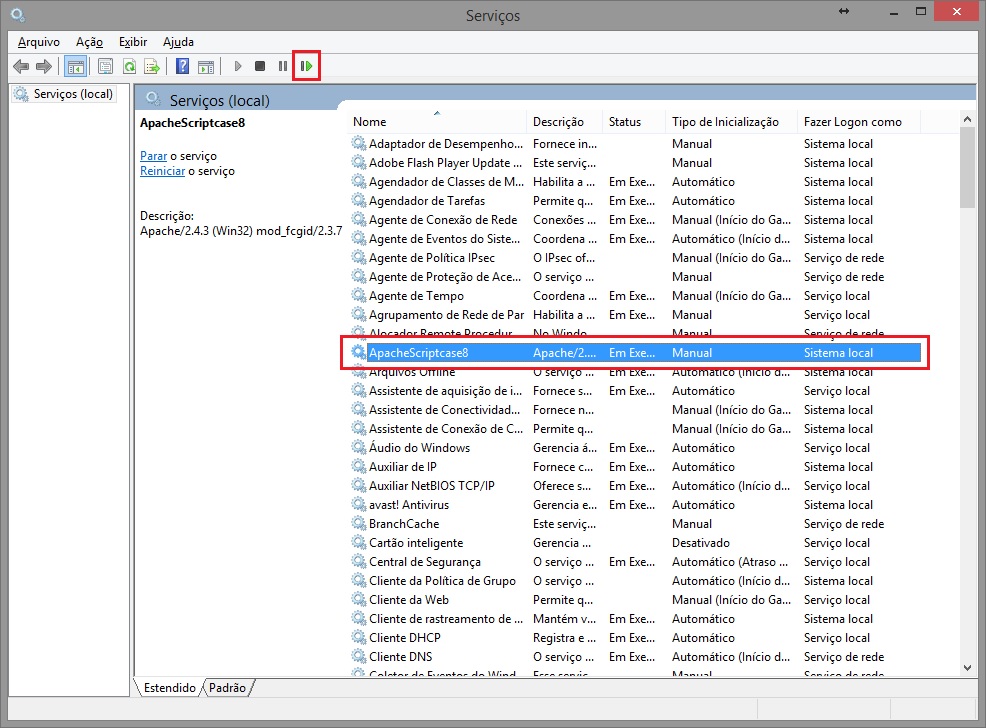 Serviços
Arquivo Ação Exibir Ajuda
Serviços (local)
Serviços (local)
ApacheScriptcase8
Parar o serviço
Reiniciar o serviço
Descrição:
Apache/2.4.3 (Win32) mod_fcgid/2.3.7
Nome Descrição Status Tipo de Inicialização Fazer Logon como
Adaptador de Desempenho... Fornece in... Manual Sistema local
Adobe Flash Player Update ... Este serviç... Manual Sistema local
Agendador de Classes de M... Habilita a ... Em Exe... Automático Sistema local
Agendador de Tarefas Permite q... Em Exe... Automático Sistema local
Agente de Conexão de Rede Conexões ... Em Exe... Manual (Início do Ga... Sistema local
Agente de Eventos do Siste... Coordena ... Em Exe... Automático (Início d... Sistema local
Agente de Política IPsec O IPsec of... Manual (Início do Ga... Serviço de rede
Agente de Proteção de Ace... O serviço ... Manual Serviço de rede
Agente de Tempo Coordena ... Em Exe... Manual (Início do Ga... Serviço local
Agrupamento de Rede de Par Habilita a ... Em Exe... Manual Serviço local
Alocador Remote Procedur... No Windo... Manual Serviço de rede
ApacheScriptcase8 Apache/2.... Em Exe... Manual Sistema local
Arquivos Offline O serviço ... Em Exe... Automático (Início d... Sistema local
Assistente de aquisição de i... Fornece s... Em Exe... Automático Serviço local
Assistente de Conectividad... Fornece n... Manual (Início do Ga... Sistema local
Assistente de Conexão de C... Permite q... Manual (Início do Ga... Sistema local
Áudio do Windows Gerencia á... Em Exe... Automático Serviço local
Auxiliar de IP Fornece c... Em Exe... Automático Sistema local
Auxiliar NetBIOS TCP/IP Oferece s... Em Exe... Automático (Início d... Serviço local
avast! Antivirus Gerencia e... Em Exe... Automático Sistema local
BranchCache Este serviç... Manual Serviço de rede
Cartão inteligente Gerencia ... Desativado Serviço local
Central de Segurança O serviço ... Em Exe... Automático (Atraso ... Serviço local
Cliente da Política de Grupo O serviço ... Em Exe... Automático (Início d... Sistema local
Cliente da Web Permite q... Manual (Início do Ga... Serviço local
Cliente de rastreamento de ... Mantém v... Em Exe... Automático Sistema local
Cliente DHCP Registra e ... Em Exe... Automático Serviço local
Cliente DNS O serviço ... Em Exe... Automático (Início d... Serviço de rede
Coletor de Eventos do Wind... Esse serviç... Manual Serviço de rede
Estendido Padrão